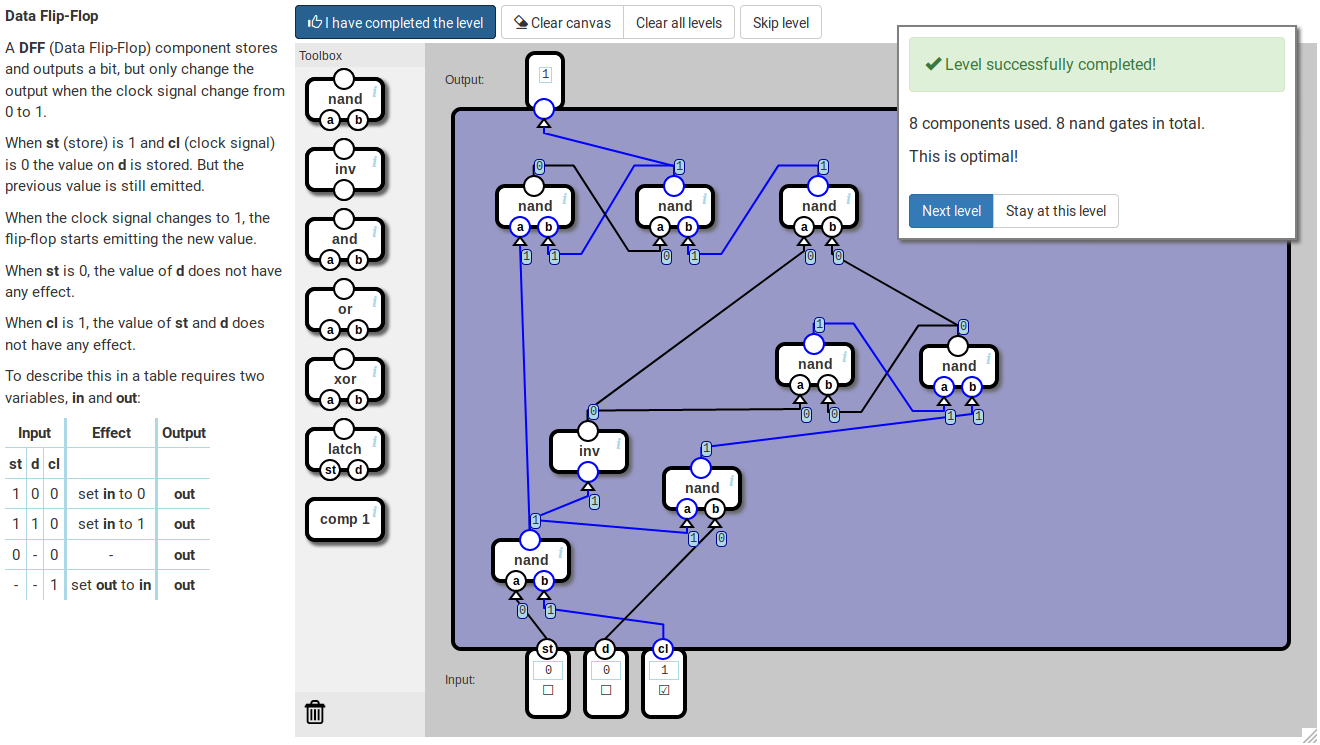 Data Flip-Flop
A DFF (Data Flip-Flop) component stores
and outputs a bit, but only change the
output when the clock signal change from
0 to 1.
When st (store) is 1 and cl (clock signal)
is 0 the value on d is stored. But the
previous value is still emitted.
When the clock signal changes to 1, the
flip-flop starts emitting the new value.
When st is 0, the value of d does not have
any effect.
When cl is 1, the value of st and d does
not have any effect.
To describe this in a table requires two
variables, in and out:
Input Effect Output
st d cl
1 0 0 set in to 0 out
1 1 0 set in to 1 out
0 - 0 - out
- - 1 set out to in out
I have completed the level Clear canvas Clear all levels Skip level
Toolbox
nand i
a b
inv i
and i
a b
or i
a b
xor i
a b
latch i
st d
comp 1 i
Output:
1
0 1 1
nand i nand i nand i
a b a b a b
1 1 0 1 0 0
1 0
nand i nand i
a b a b
0 0 1 1
0
inv i
1
1
nand i
a b
1 0
1
nand i
a b
0 1
st d cl
Input:
0 0 1
Level successfully completed!
8 components used. 8 nand gates in total.
This is optimal!
Next level Stay at this level